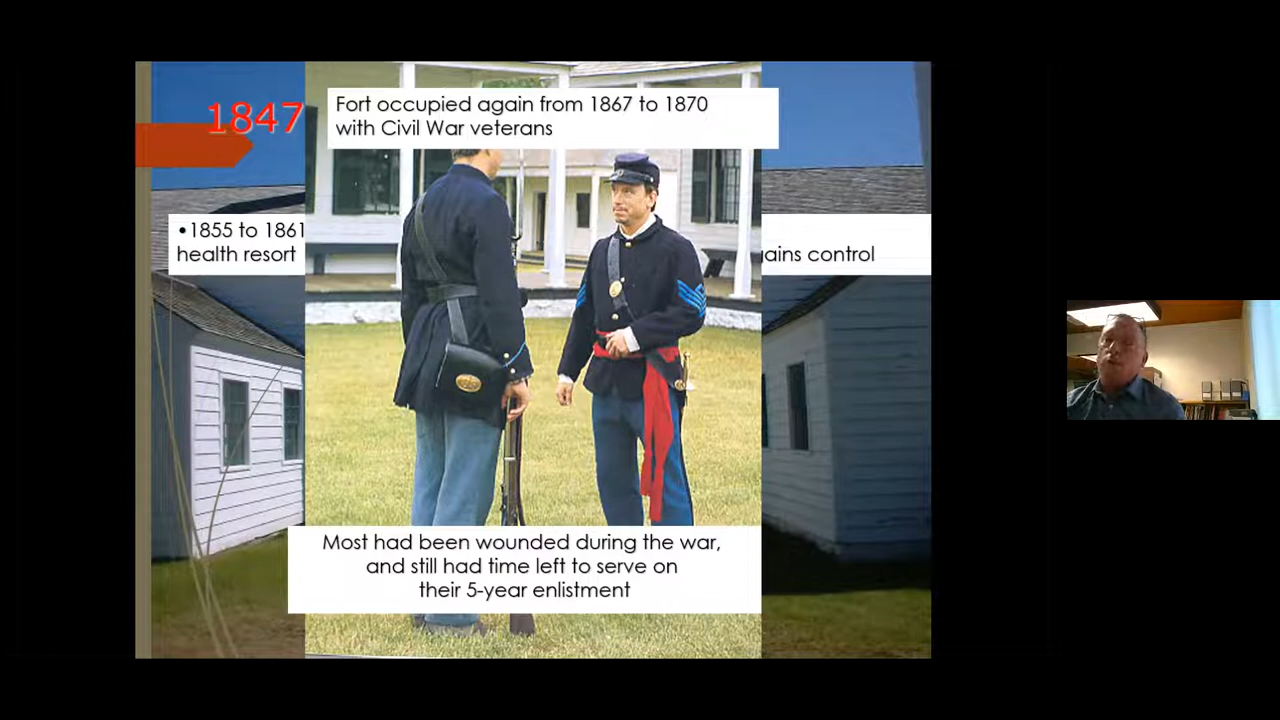 1847
Fort occupied again from 1867 to 1870
with Civil War veterans
•1855 to 1861
health resort
control
Most had been wounded during the war,
and still had time left to serve on
their 5-year enlistment